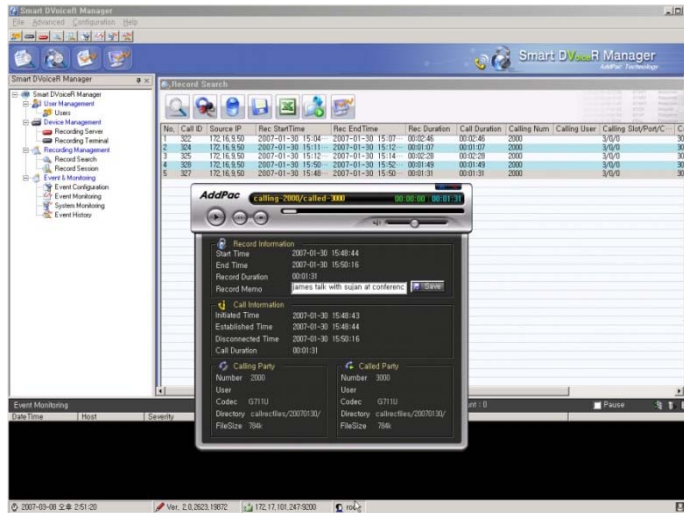 Smart DVoiceR Manager
File Advanced Configuration Help
Smart DVoiceR Manager
AddPac Technology
Smart DVoiceR Manager
Record Search
Smart DVoiceR Manager
User Management
Users
Device Management
Recording Server
Recording Terminal
Recording Management
Record Search
Record Session
Event & Monitoring
Event Configuration
Event Monitoring
System Monitoring
Event History
No. Call ID Source IP Rec StartTime Rec EndTime Rec Duration Call Duration Calling Num Calling User Calling Slot/Port/C···
1 322 172,16,9,50 2007-01-30 15:04··· 2007-01-30 15:07··· 00:02:46 00:02:46 2000 3/0/0
2 324 172,16,9,50 2007-01-30 15:11··· 2007-01-30 15:12··· 00:01:07 00:01:07 2000 3/0/0
3 325 172,16,9,50 2007-01-30 15:12··· 2007-01-30 15:14··· 00:02:28 00:02:28 2000 3/0/0
4 328 172,16,9,50 2007-01-30 15:50··· 2007-01-30 15:52··· 00:01:49 00:01:49 2000 3/0/0
5 327 172,16,9,50 2007-01-30 15:48··· 2007-01-30 15:50··· 00:01:31 00:01:31 2000 3/0/0
AddPac calling-2000/called-3000 00:00:00 00:01:31
Record Information
Start Time 2007-01-30 15:48:44
End Time 2007-01-30 15:50:16
Record Duration 00:01:31
Record Memo james talk with sujan at conferenc Save
Call Information
Initiated Time 2007-01-30 15:48:43
Established Time 2007-01-30 15:48:44
Disconnected Time 2007-01-30 15:50:16
Call Duration 00:01:31
Calling Party
Number 2000
User
Codec G711U
Directory callrecfiles/20070130/
FileSize 784k
Called Party
Number 3000
User
Codec G711U
Directory callrecfiles/20070130/
FileSize 784k
Event Monitoring
unt : 0 Pause
DateTime Host Severity
2007-03-08 오후 2:51:20 Ver, 2,0,2623,19872 172,17,101,247:9200